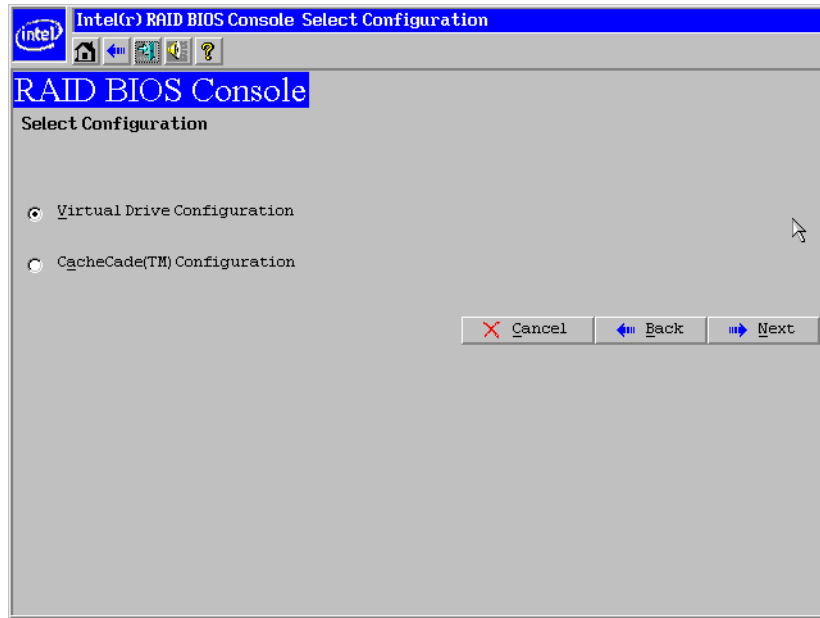 intel
Intel(r) RAID BIOS Console Select Configuration
?
RAID BIOS Console
Select Configuration
Virtual Drive Configuration
CacheCade(TM) Configuration
Cancel Back Next